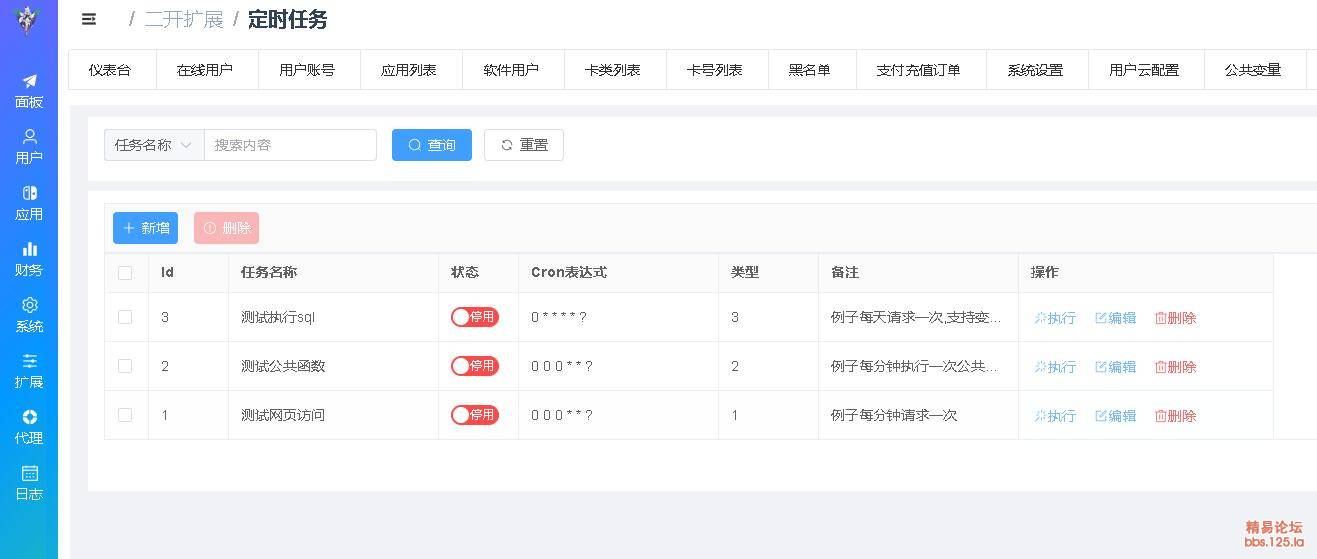 / 二开扩展 / 定时任务
仪表台 在线用户 用户账号 应用列表 软件用户 卡类列表 卡号列表 黑名单 支付充值订单 系统设置 用户云配置 公共变量
面板
用户
应用
财务
系统
扩展
代理
日志
任务名称 搜索内容 查询 重置
新增 删除
Id 任务名称 状态 Cron表达式 类型 备注 操作
3 测试执行sql 停用 0 * * * * ? 3 例子每天请求一次,支持变... 执行 编辑 删除
2 测试公共函数 停用 0 0 0 * * ? 2 例子每分钟执行一次公共... 执行 编辑 删除
1 测试网页访问 停用 0 0 0 * * ? 1 例子每分钟请求一次 执行 编辑 删除
精易论坛
bbs.125.la